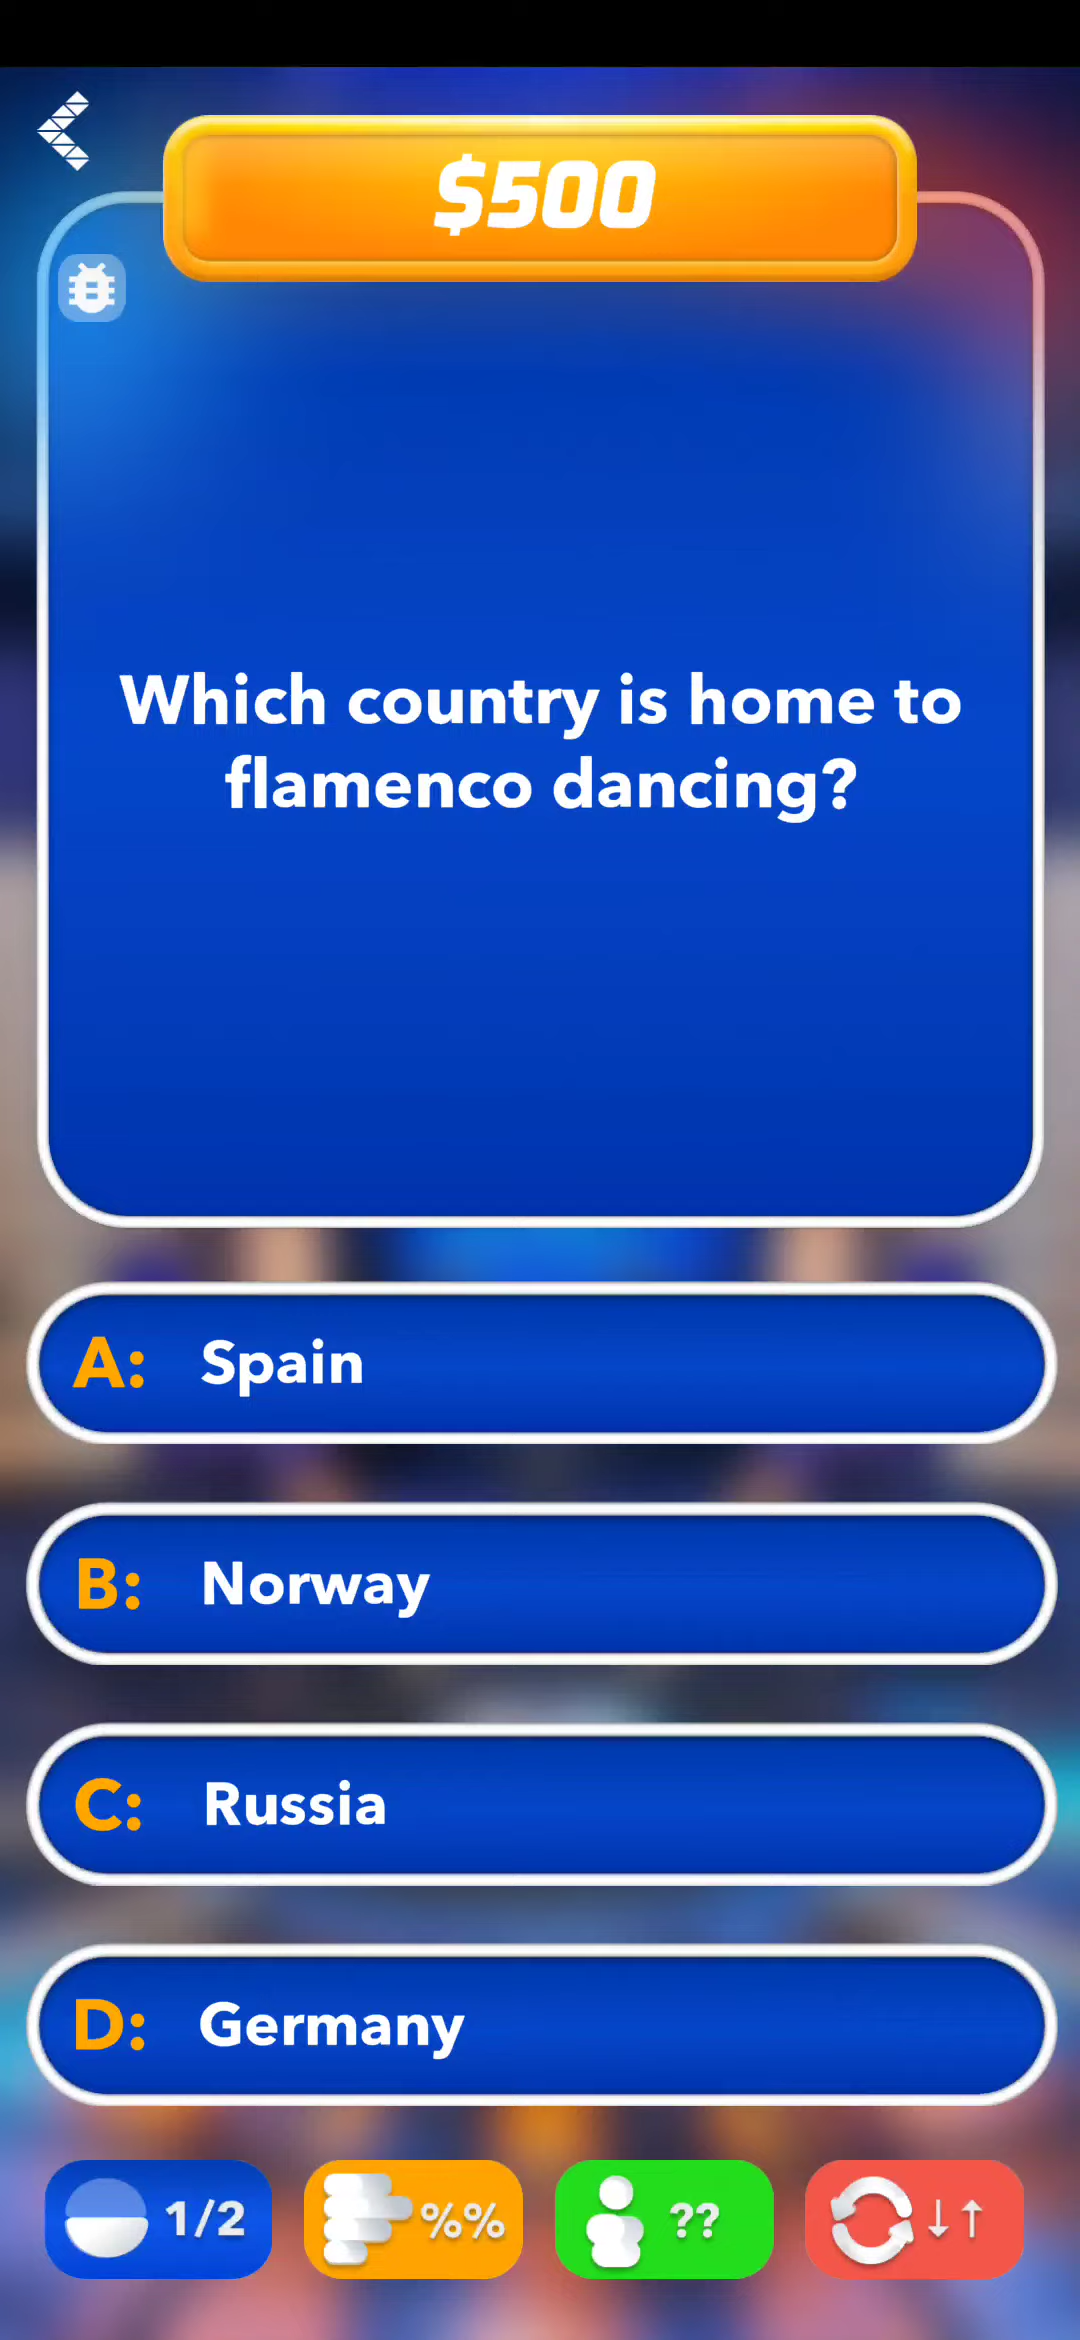 $500
Which country is home to
flamenco dancing?
A: Spain
B: Norway
C: Russia
D: Germany
1/2 %% ?? ↓↑